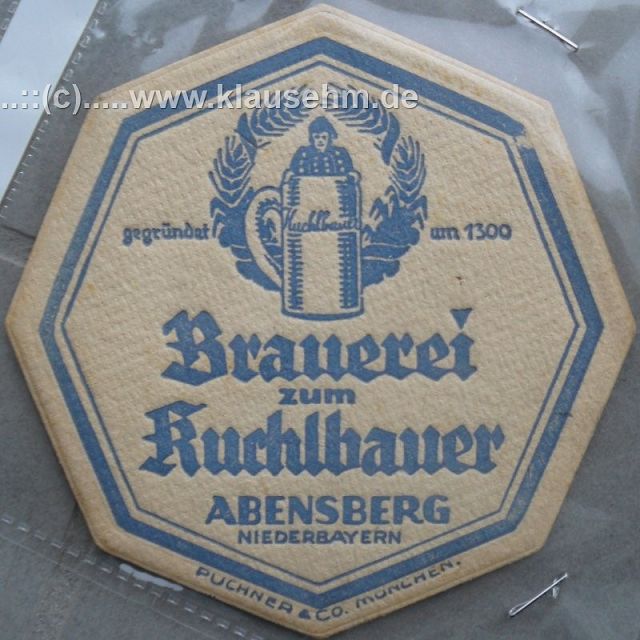 ..::(c).....www.klausehm.de
gegründet um 1300
Kuchlbauer
Brauerei
zum
Kuchlbauer
ABENSBERG
NIEDERBAYERN
PUCHNER & CO. MÜNCHEN.